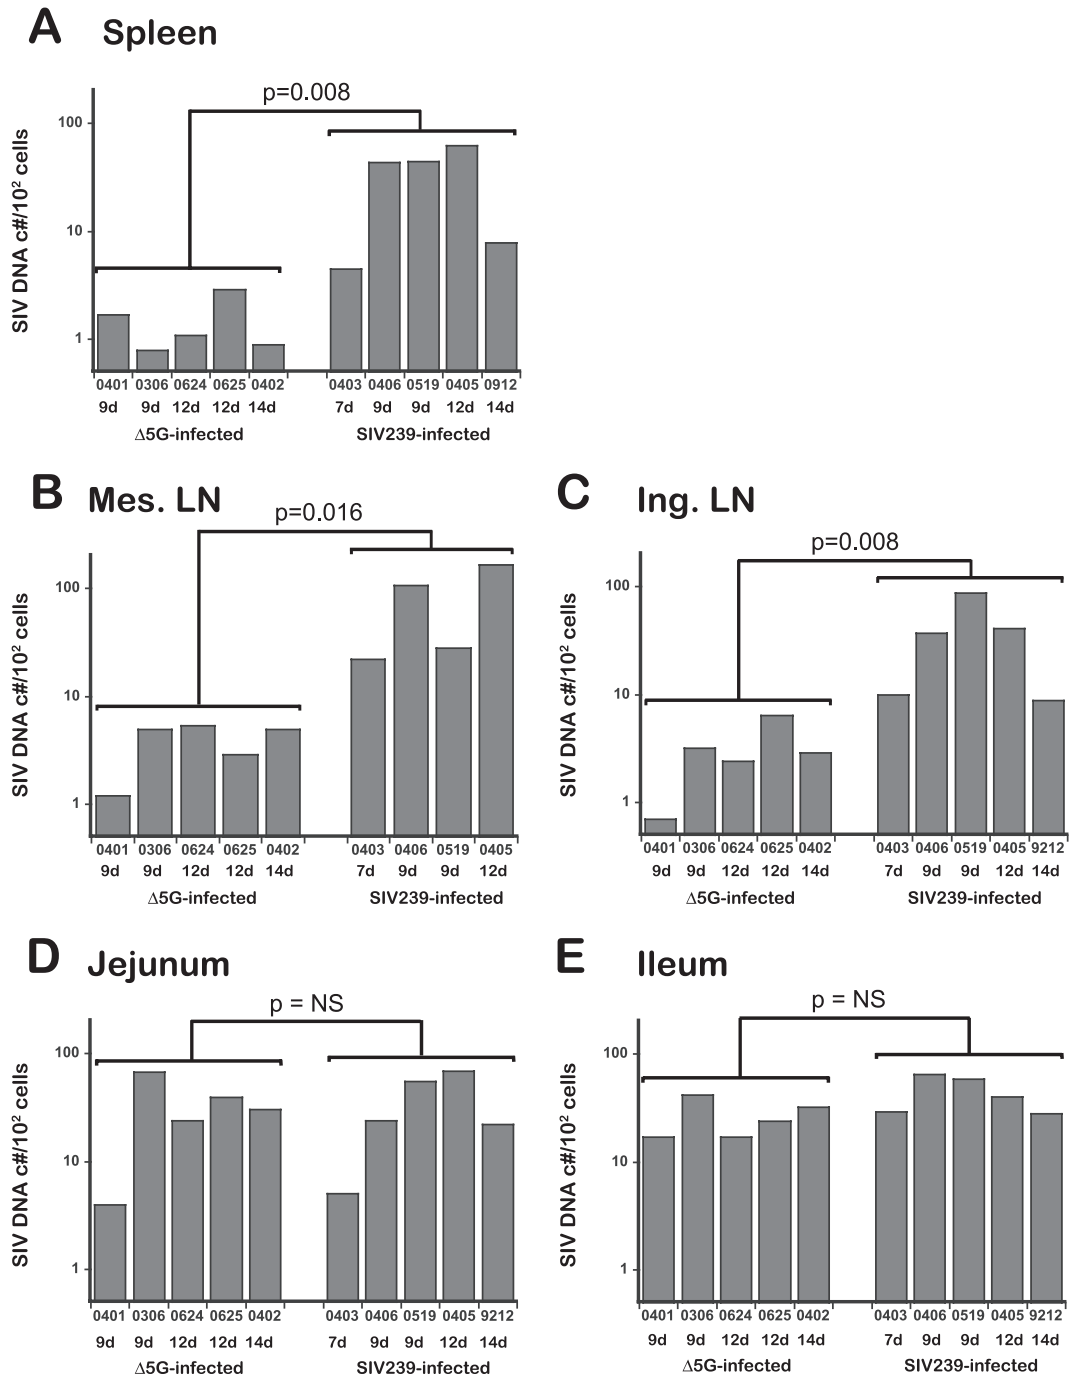 A Spleen
p=0.008
SIV DNA c#/10² cells
100
10
1
0401 0306 0624 0625 0402 0403 0406 0519 0405 0912
9d 9d 12d 12d 14d 7d 9d 9d 12d 14d
Δ5G-infected SIV239-infected
B Mes. LN
p=0.016
SIV DNA c#/10² cells
100
10
1
0401 0306 0624 0625 0402 0403 0406 0519 0405
9d 9d 12d 12d 14d 7d 9d 9d 12d
Δ5G-infected SIV239-infected
C Ing. LN
p=0.008
SIV DNA c#/10² cells
100
10
1
0401 0306 0624 0625 0402 0403 0406 0519 0405 9212
9d 9d 12d 12d 14d 7d 9d 9d 12d 14d
Δ5G-infected SIV239-infected
D Jejunum
p = NS
SIV DNA c#/10² cells
100
10
1
0401 0306 0624 0625 0402 0403 0406 0519 0405 9212
9d 9d 12d 12d 14d 7d 9d 9d 12d 14d
Δ5G-infected SIV239-infected
E Ileum
p = NS
SIV DNA c#/10² cells
100
10
1
0401 0306 0624 0625 0402 0403 0406 0519 0405 9212
9d 9d 12d 12d 14d 7d 9d 9d 12d 14d
Δ5G-infected SIV239-infected